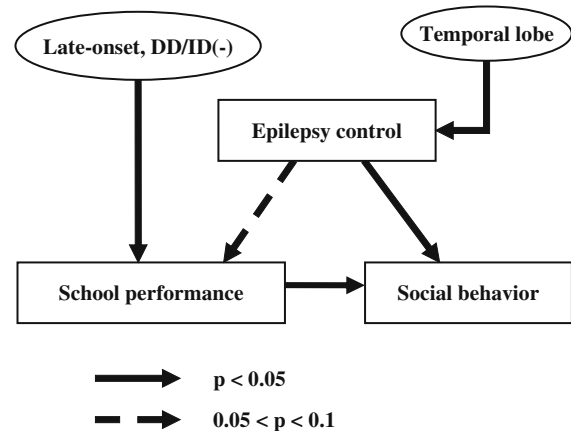 Late-onset, DD/ID(-)
Temporal lobe
Epilepsy control
School performance
Social behavior
p < 0.05
0.05 < p < 0.1